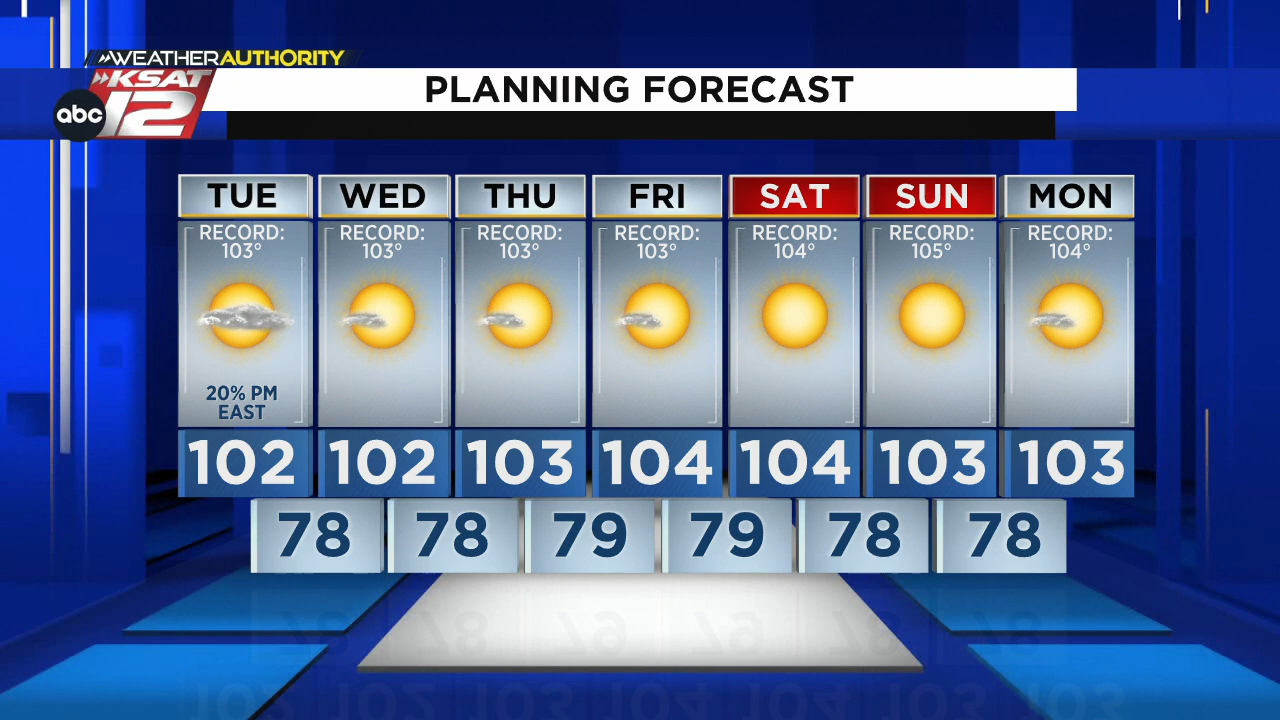 WEATHERAUTHORITY
KSAT
abc 12
PLANNING FORECAST
TUE WED THU FRI SAT SUN MON
RECORD: RECORD: RECORD: RECORD: RECORD: RECORD: RECORD:
103° 103° 103° 103° 104° 105° 104°
20% PM
EAST
102 102 103 104 104 103 103
78 78 79 79 78 78